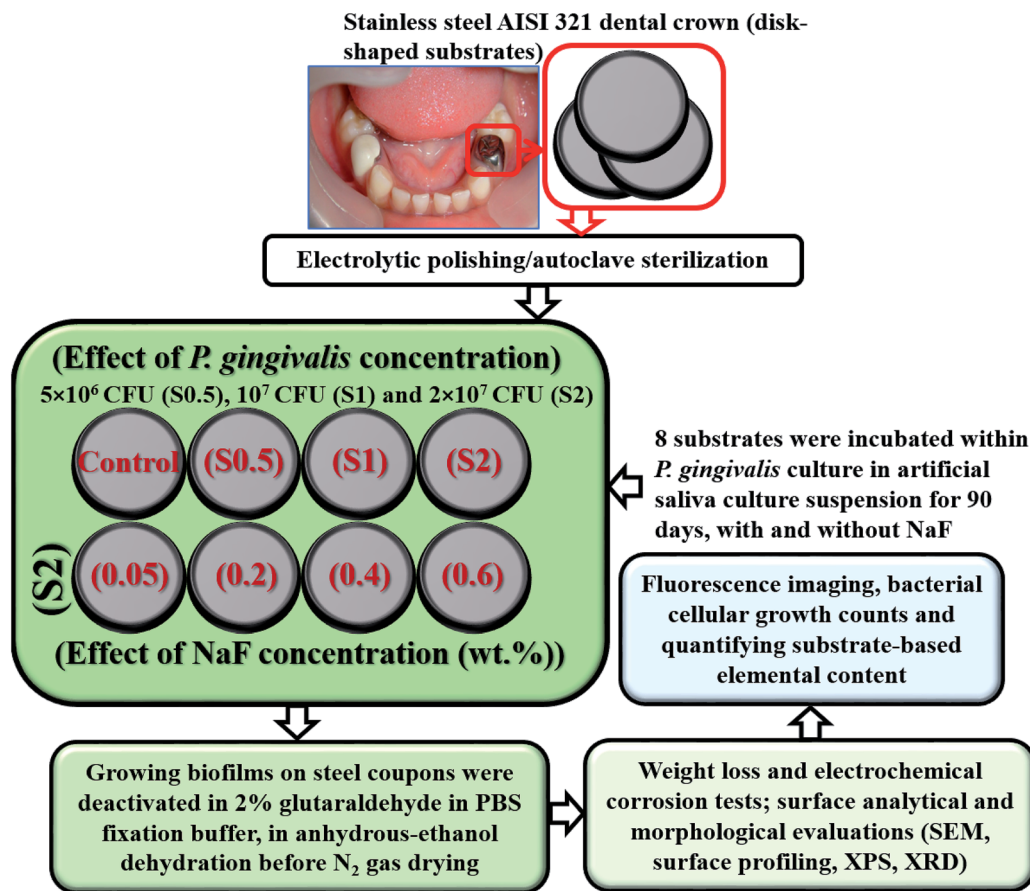 Stainless steel AISI 321 dental crown (disk-
shaped substrates)
Electrolytic polishing/autoclave sterilization
(Effect of P. gingivalis concentration)
5×10⁶ CFU (S0.5), 10⁷ CFU (S1) and 2×10⁷ CFU (S2)
Control (S0.5) (S1) (S2)
(S2)
(0.05) (0.2) (0.4) (0.6)
(Effect of NaF concentration (wt.%))
8 substrates were incubated within
P. gingivalis culture in artificial
saliva culture suspension for 90
days, with and without NaF
Growing biofilms on steel coupons were
deactivated in 2% glutaraldehyde in PBS
fixation buffer, in anhydrous-ethanol
dehydration before N₂ gas drying
Weight loss and electrochemical
corrosion tests; surface analytical and
morphological evaluations (SEM,
surface profiling, XPS, XRD)
Fluorescence imaging, bacterial
cellular growth counts and
quantifying substrate-based
elemental content